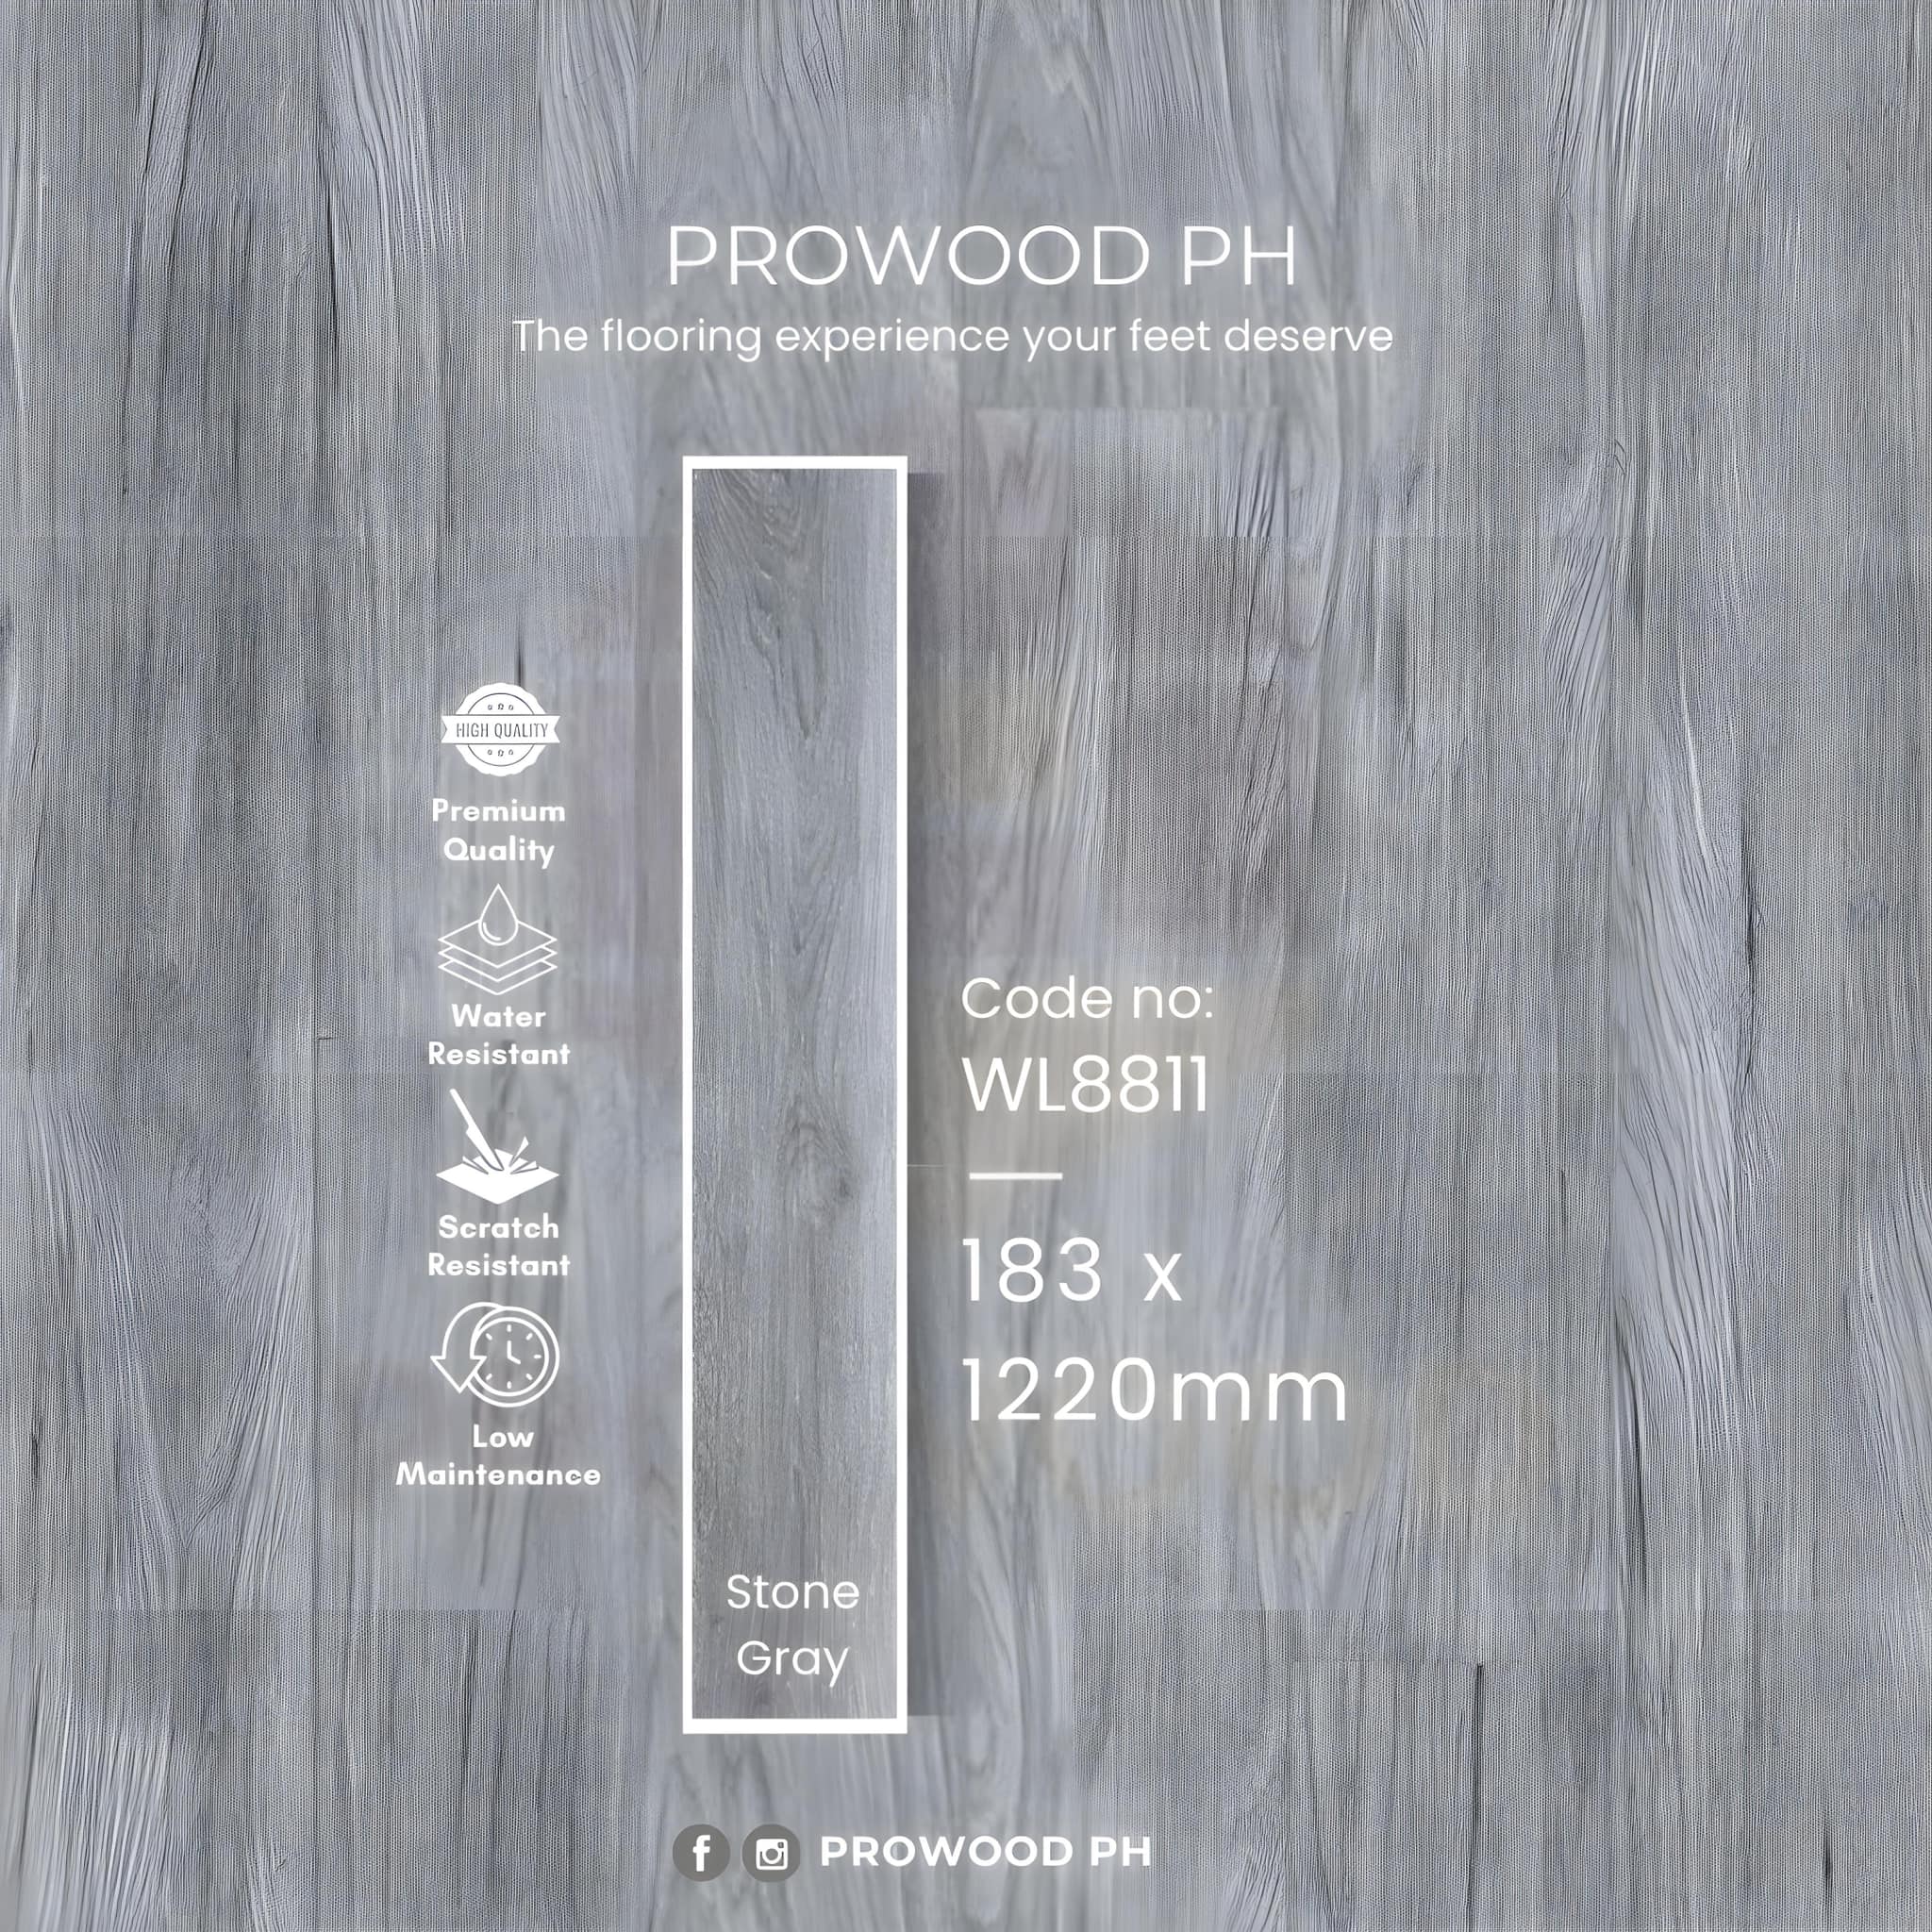 PROWOOD PH
The flooring experience your feet deserve
HIGH QUALITY
Premium
Quality
Water
Resistant
Scratch
Resistant
Low
Maintenance
Code no:
WL8811
183 x
1220mm
Stone
Gray
PROWOOD PH